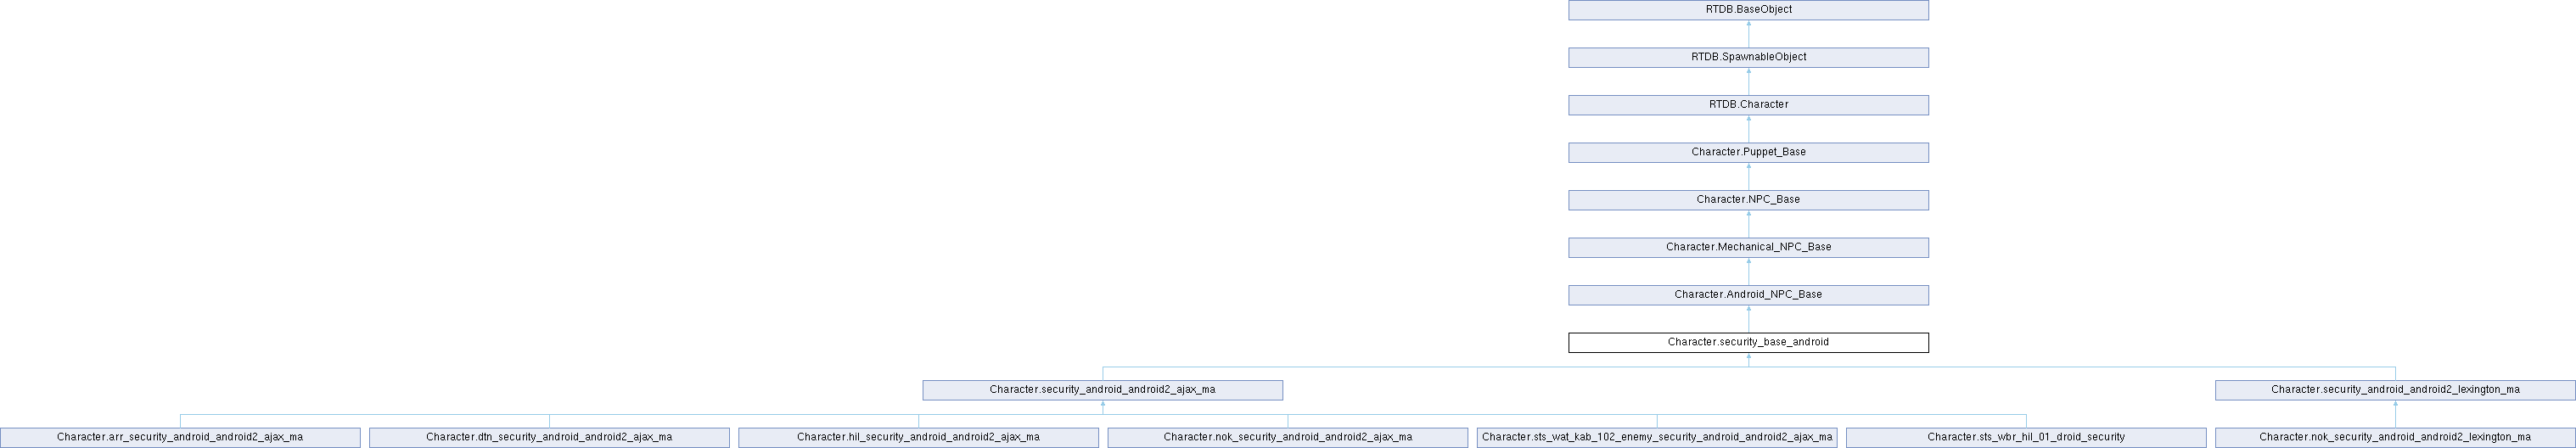 RTDB.BaseObject
RTDB.SpawnableObject
RTDB.Character
Character.Puppet_Base
Character.NPC_Base
Character.Mechanical_NPC_Base
Character.Android_NPC_Base
Character.security_base_android
Character.security_android_android2_ajax_ma
Character.security_android_android2_lexington_ma
Character.arr_security_android_android2_ajax_ma
Character.dtn_security_android_android2_ajax_ma
Character.hil_security_android_android2_ajax_ma
Character.nok_security_android_android2_ajax_ma
Character.sts_wat_kab_102_enemy_security_android_android2_ajax_ma
Character.sts_wbr_hil_01_droid_security
Character.nok_security_android_android2_lexington_ma